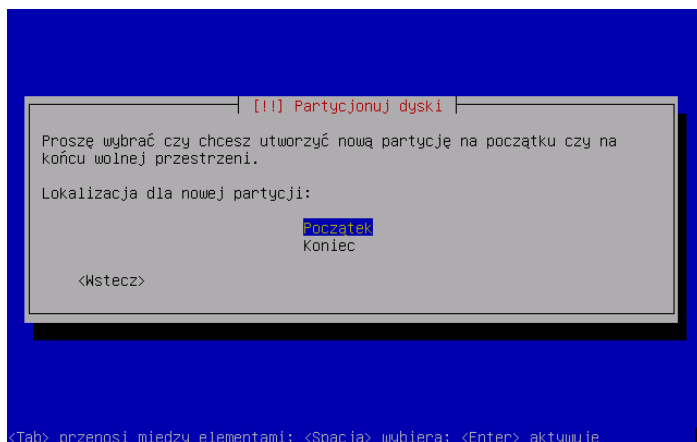 [!!] Partycjonuj dyski
Proszę wybrać czy chcesz utworzyć nową partycję na początku czy na
końcu wolnej przestrzeni.
Lokalizacja dla nowej partycji:
Początek
Koniec
<Wstecz>
<Tab> przenosi między elementami; <Spacja> wybiera; <Enter> aktywuje